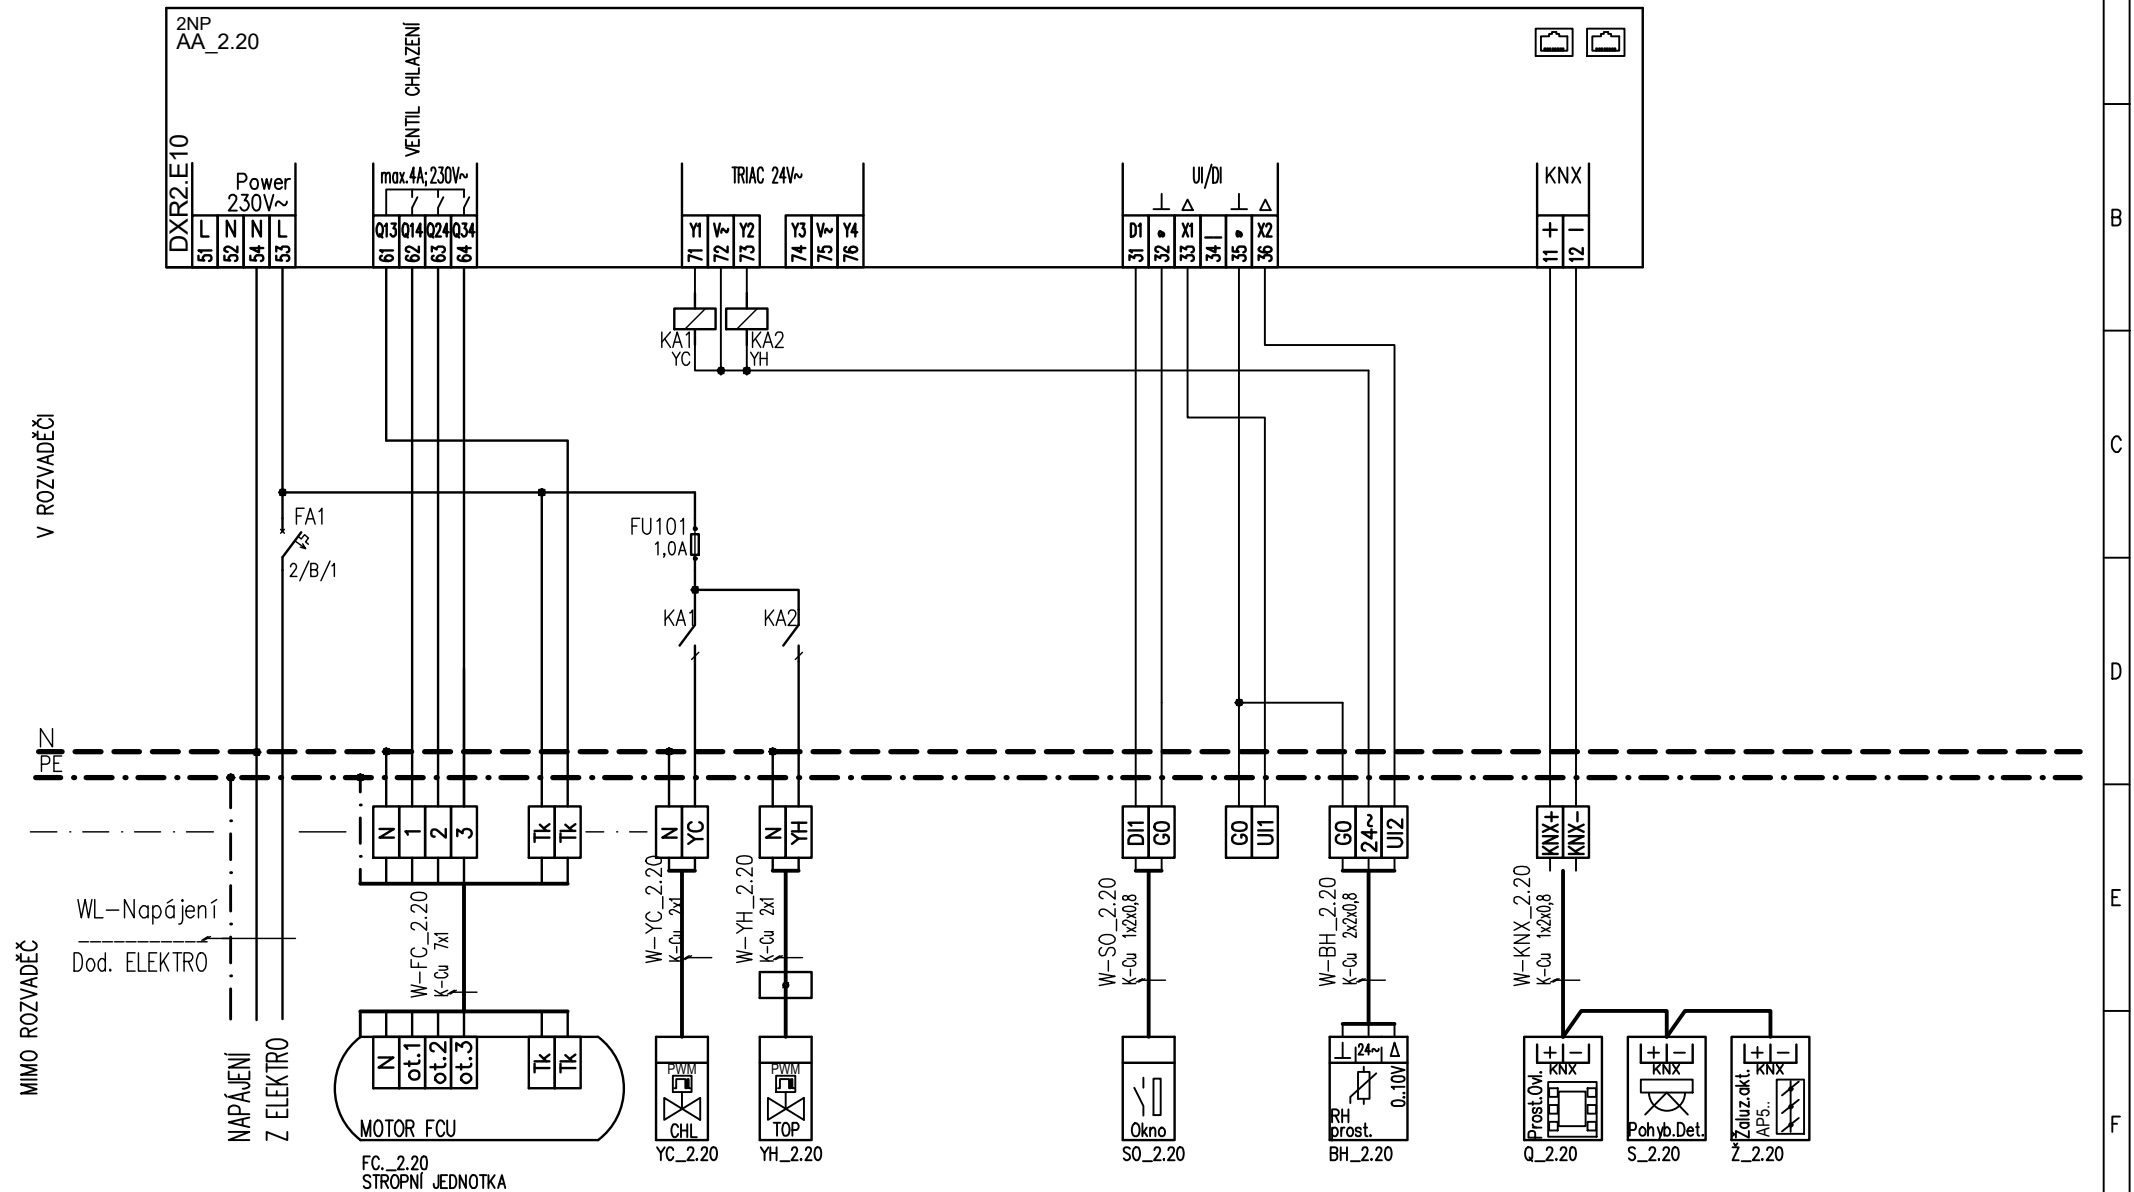 2NP
AA_2.20
DXR2.E10
VENTIL CHLAZENÍ
Power
230V~
max.4A;230V~
TRIAC 24V~
UI/DI
KNX
L N N L
51 52 54 53
Q13 Q14 Q24 Q34
61 62 63 64
Y1 V~ Y2
71 72 73
Y3 V~ Y4
74 75 76
D1 X1 X2
31 32 33 34 35 36
+ −
11 12
B
KA1
YC
KA2
YH
V ROZVADĚČI
C
FA1
2/B/1
FU101
1,0A
KA1
KA2
D
N
PE
N 1 2 3
Tk Tk
N YC
N YH
DI1 G0
G0 UI1
G0 24~ UI2
KNX+ KNX-
E
WL-Napájení
Dod. ELEKTRO
W-FC_2.20
K-Cu 7x1
W-YC_2.20
K-Cu 2x1
W-YH_2.20
K-Cu 2x1
W-SO_2.20
K-Cu 1x2x0,8
W-BH_2.20
K-Cu 2x2x0,8
W-KNX_2.20
K-Cu 1x2x0,8
MIMO ROZVADĚČ
NAPÁJENÍ
Z ELEKTRO
N ot.1 ot.2 ot.3
Tk Tk
MOTOR FCU
FC._2.20
STROPNÍ JEDNOTKA
PWM
CHL
YC_2.20
PWM
TOP
YH_2.20
Okno
SO_2.20
24~
0..10V
RH
prost.
BH_2.20
+ −
KNX
Prost.Ovl.
Q_2.20
+ −
KNX
Pohyb.Det.
S_2.20
+ −
KNX
Žaluz.akt.
AP5..
Ž_2.20
F